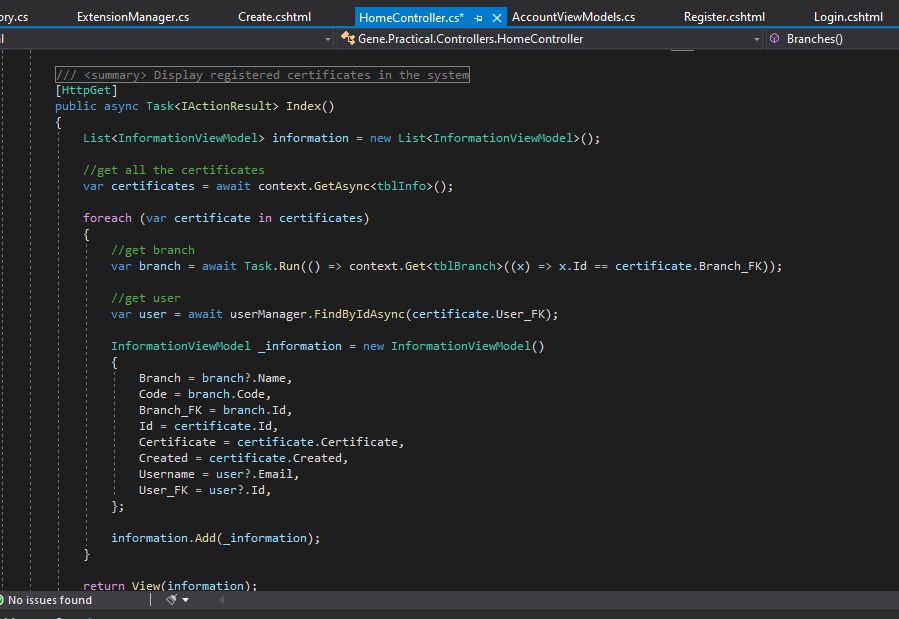 ory.cs ExtensionManager.cs Create.cshtml HomeController.cs* AccountViewModels.cs Register.cshtml Login.cshtml
Gene.Practical.Controllers.HomeController Branches()
/// <summary> Display registered certificates in the system
[HttpGet]
public async Task<IActionResult> Index()
{
List<InformationViewModel> information = new List<InformationViewModel>();
//get all the certificates
var certificates = await context.GetAsync<tblInfo>();
foreach (var certificate in certificates)
{
//get branch
var branch = await Task.Run(() => context.Get<tblBranch>((x) => x.Id == certificate.Branch_FK));
//get user
var user = await userManager.FindByIdAsync(certificate.User_FK);
InformationViewModel _information = new InformationViewModel()
{
Branch = branch?.Name,
Code = branch.Code,
Branch_FK = branch.Id,
Id = certificate.Id,
Certificate = certificate.Certificate,
Created = certificate.Created,
Username = user?.Email,
User_FK = user?.Id,
};
information.Add(_information);
}
return View(information);
No issues found